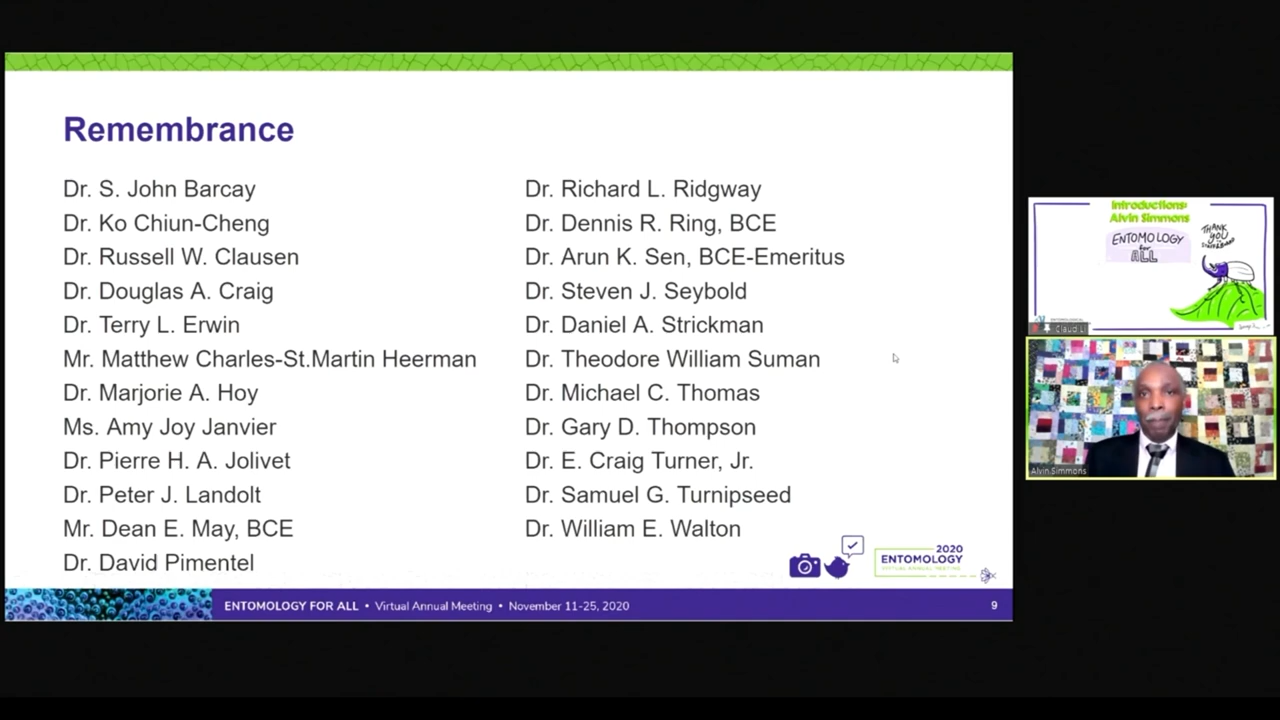 Remembrance
Dr. S. John Barcay
Dr. Ko Chiun-Cheng
Dr. Russell W. Clausen
Dr. Douglas A. Craig
Dr. Terry L. Erwin
Mr. Matthew Charles-St.Martin Heerman
Dr. Marjorie A. Hoy
Ms. Amy Joy Janvier
Dr. Pierre H. A. Jolivet
Dr. Peter J. Landolt
Mr. Dean E. May, BCE
Dr. David Pimentel
Dr. Richard L. Ridgway
Dr. Dennis R. Ring, BCE
Dr. Arun K. Sen, BCE-Emeritus
Dr. Steven J. Seybold
Dr. Daniel A. Strickman
Dr. Theodore William Suman
Dr. Michael C. Thomas
Dr. Gary D. Thompson
Dr. E. Craig Turner, Jr.
Dr. Samuel G. Turnipseed
Dr. William E. Walton
2020
ENTOMOLOGY
VIRTUAL ANNUAL MEETING
ENTOMOLOGY FOR ALL • Virtual Annual Meeting • November 11-25, 2020
9
Introductions:
Alvin Simmons
ENTOMOLOGY
for
ALL
THANK
YOU
Claud Li
Alvin Simmons